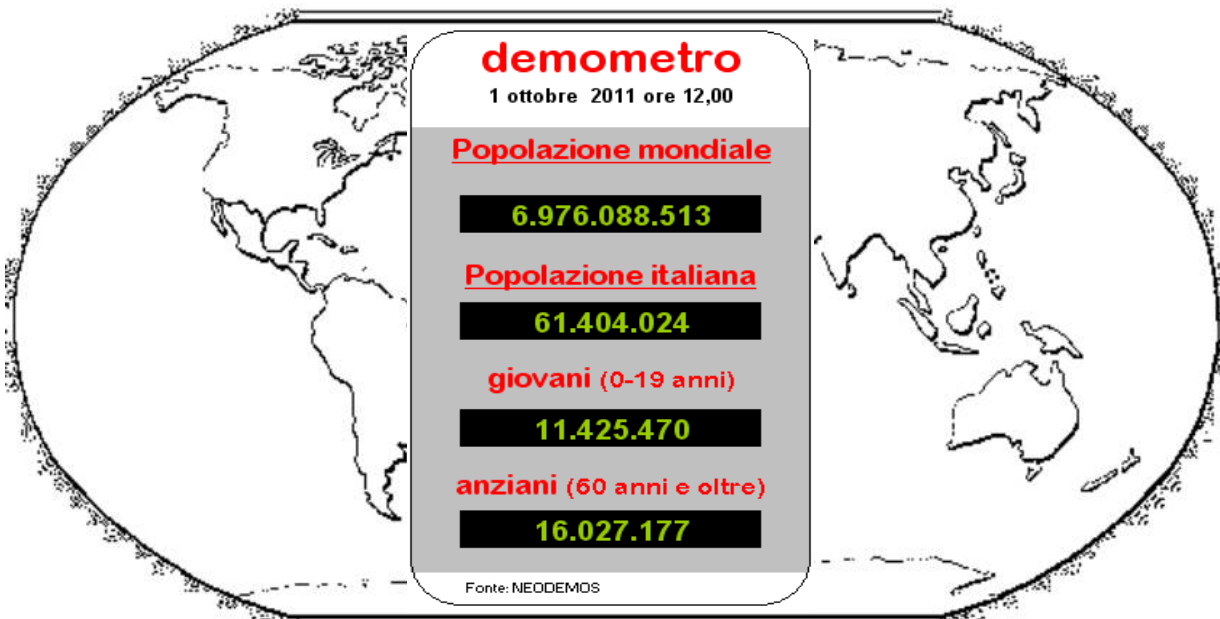 demometro
1 ottobre 2011 ore 12,00
Popolazione mondiale
6.976.088.513
Popolazione italiana
61.404.024
giovani (0-19 anni)
11.425.470
anziani (60 anni e oltre)
16.027.177
Fonte: NEODEMOS